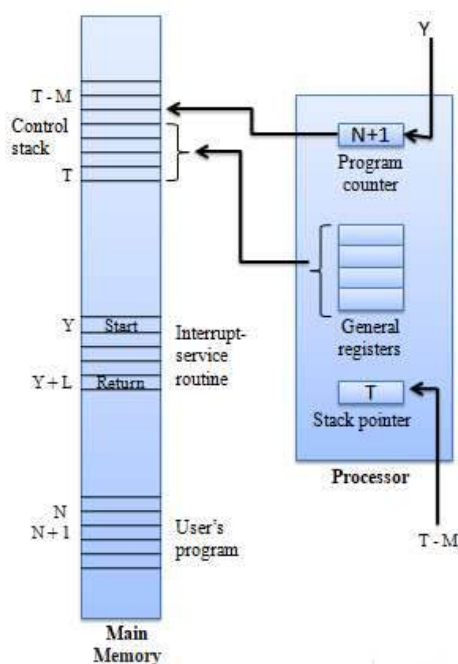 Y
T - M
Control
stack
T
N+1
Program
counter
Y
Start
Interrupt-
service
routine
Y + L
Return
General
registers
T
Stack pointer
Processor
N
N + 1
User's
program
T - M
Main
Memory